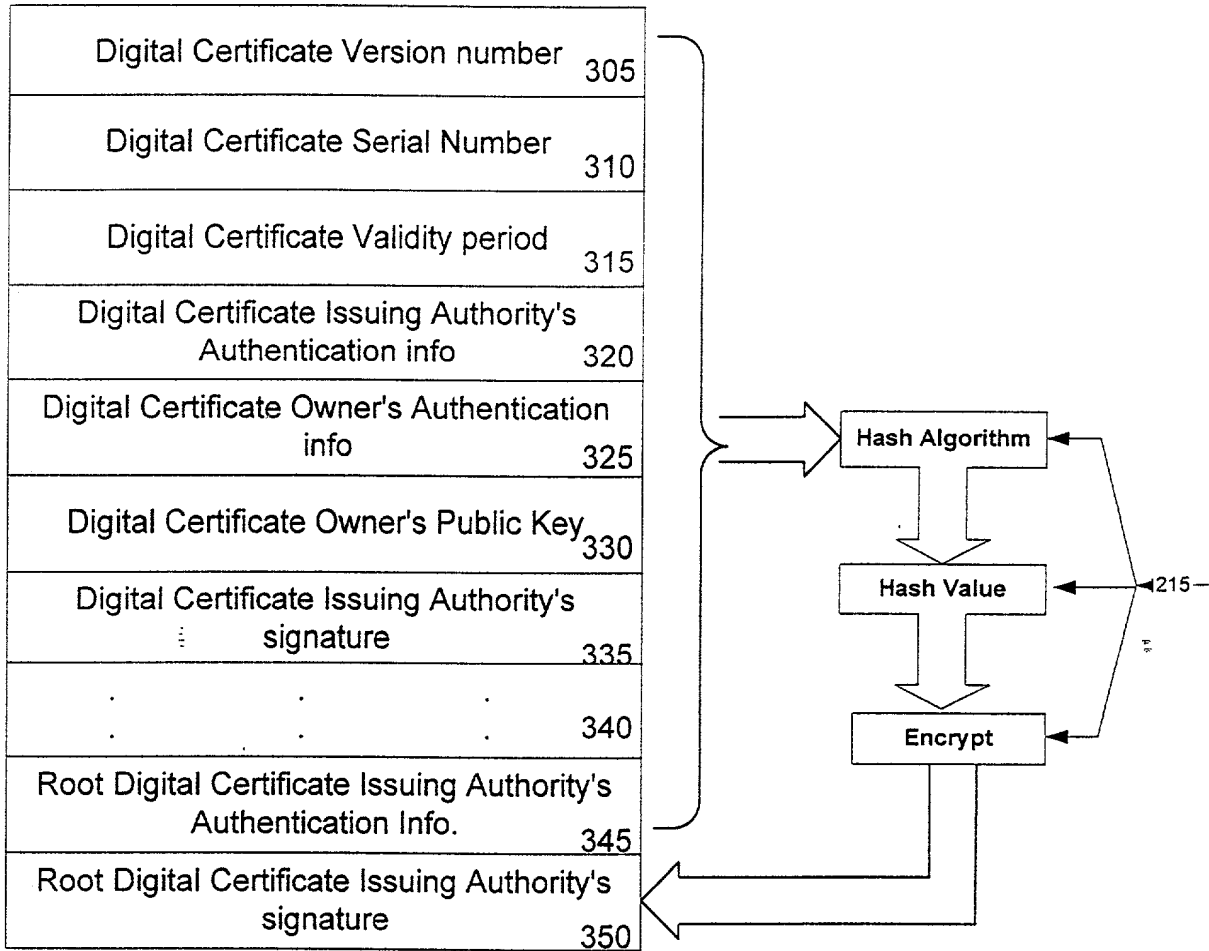 Digital Certificate Version number
305
Digital Certificate Serial Number
310
Digital Certificate Validity period
315
Digital Certificate Issuing Authority's
Authentication info
320
Digital Certificate Owner's Authentication
info
325
Digital Certificate Owner's Public Key
330
Digital Certificate Issuing Authority's
signature
335
340
Root Digital Certificate Issuing Authority's
Authentication Info.
345
Root Digital Certificate Issuing Authority's
signature
350
Hash Algorithm
Hash Value
215
Encrypt